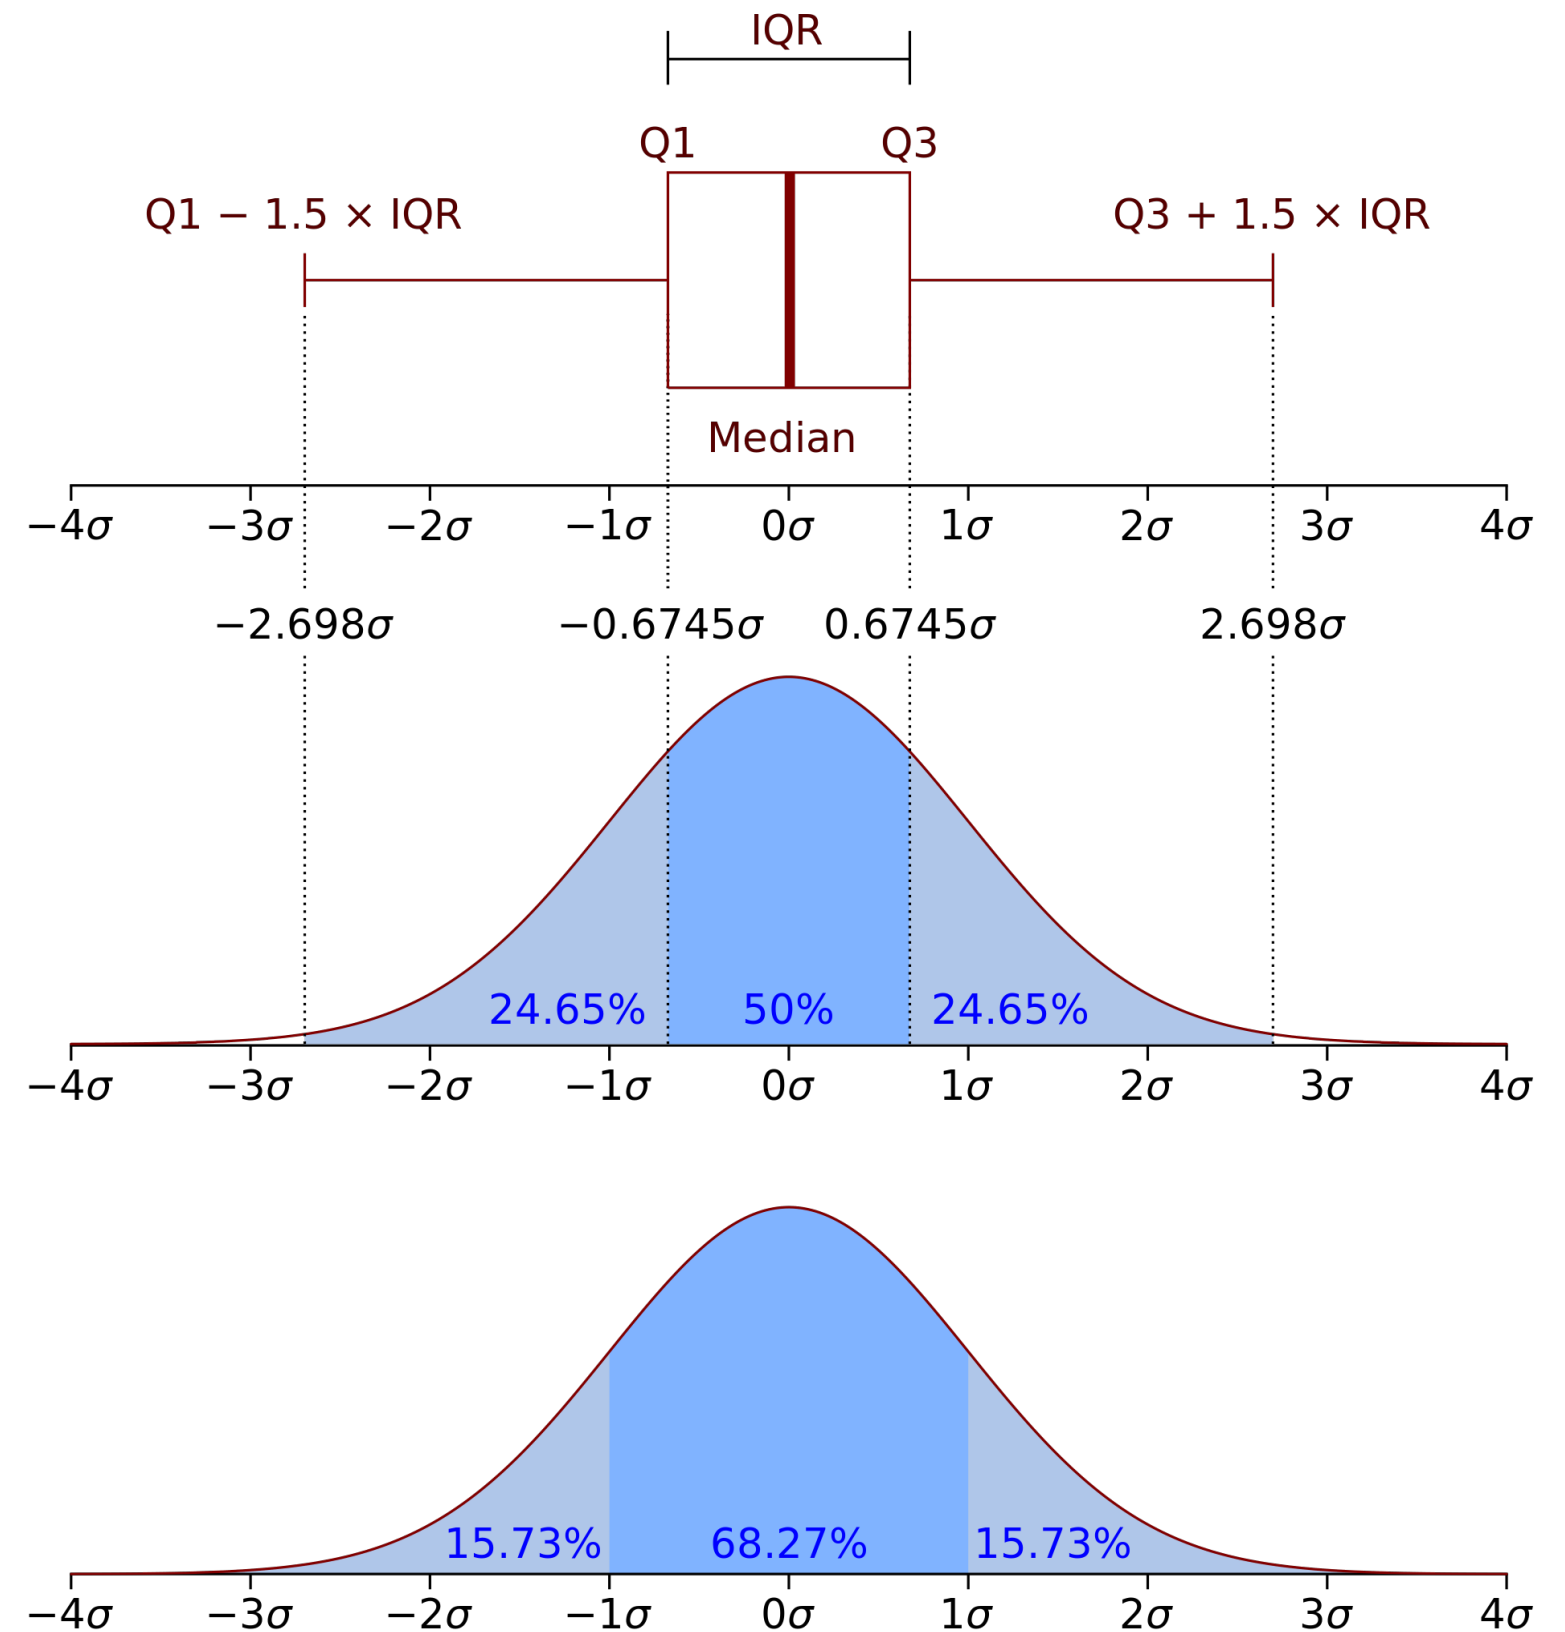 IQR
Q1 Q3
Q1 − 1.5 × IQR Q3 + 1.5 × IQR
Median
−4σ −3σ −2σ −1σ 0σ 1σ 2σ 3σ 4σ
−2.698σ −0.6745σ 0.6745σ 2.698σ
24.65% 50% 24.65%
−4σ −3σ −2σ −1σ 0σ 1σ 2σ 3σ 4σ
15.73% 68.27% 15.73%
−4σ −3σ −2σ −1σ 0σ 1σ 2σ 3σ 4σ